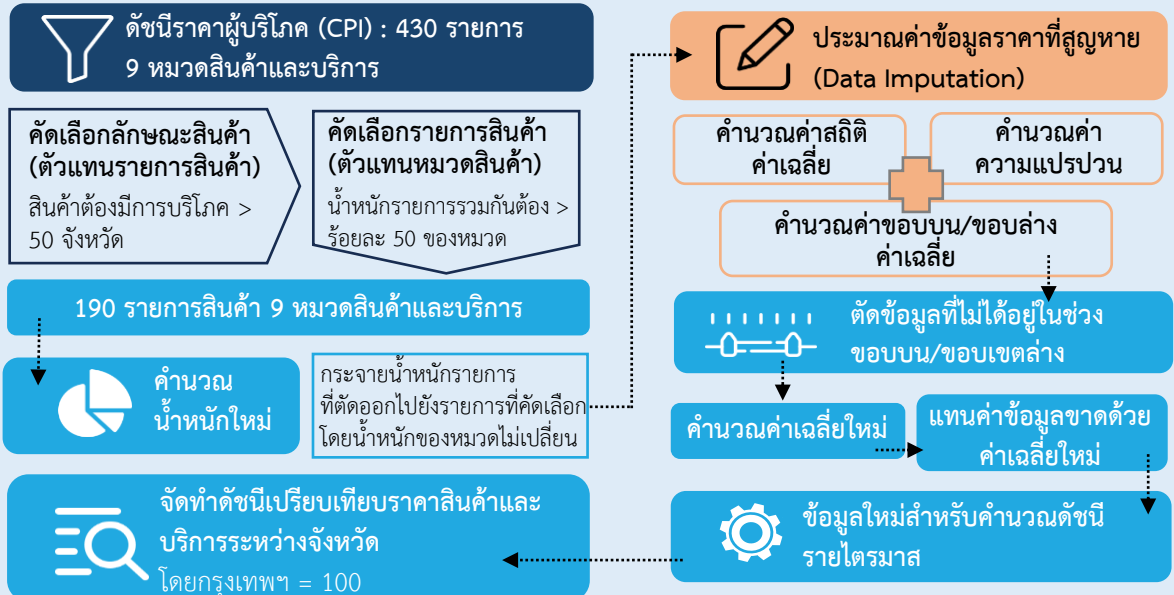 ดัชนีราคาผู้บริโภค (CPI) : 430 รายการ
9 หมวดสินค้าและบริการ
คัดเลือกลักษณะสินค้า
(ตัวแทนรายการสินค้า)
สินค้าต้องมีการบริโภค >
50 จังหวัด
คัดเลือกรายการสินค้า
(ตัวแทนหมวดสินค้า)
น้ำหนักรายการรวมกันต้อง >
ร้อยละ 50 ของหมวด
190 รายการสินค้า 9 หมวดสินค้าและบริการ
คำนวณ
น้ำหนักใหม่
กระจายน้ำหนักรายการ
ที่ตัดออกไปยังรายการที่คัดเลือก
โดยน้ำหนักของหมวดไม่เปลี่ยน
ประมาณค่าข้อมูลราคาที่สูญหาย
(Data Imputation)
คำนวณค่าสถิติ
ค่าเฉลี่ย
คำนวณค่า
ความแปรปวน
คำนวณค่าขอบบน/ขอบล่าง
ค่าเฉลี่ย
ตัดข้อมูลที่ไม่ได้อยู่ในช่วง
ขอบบน/ขอบเขตล่าง
คำนวณค่าเฉลี่ยใหม่
แทนค่าข้อมูลขาดด้วย
ค่าเฉลี่ยใหม่
ข้อมูลใหม่สำหรับคำนวณดัชนี
รายไตรมาส
จัดทำดัชนีเปรียบเทียบราคาสินค้าและ
บริการระหว่างจังหวัด
โดยกรุงเทพฯ = 100